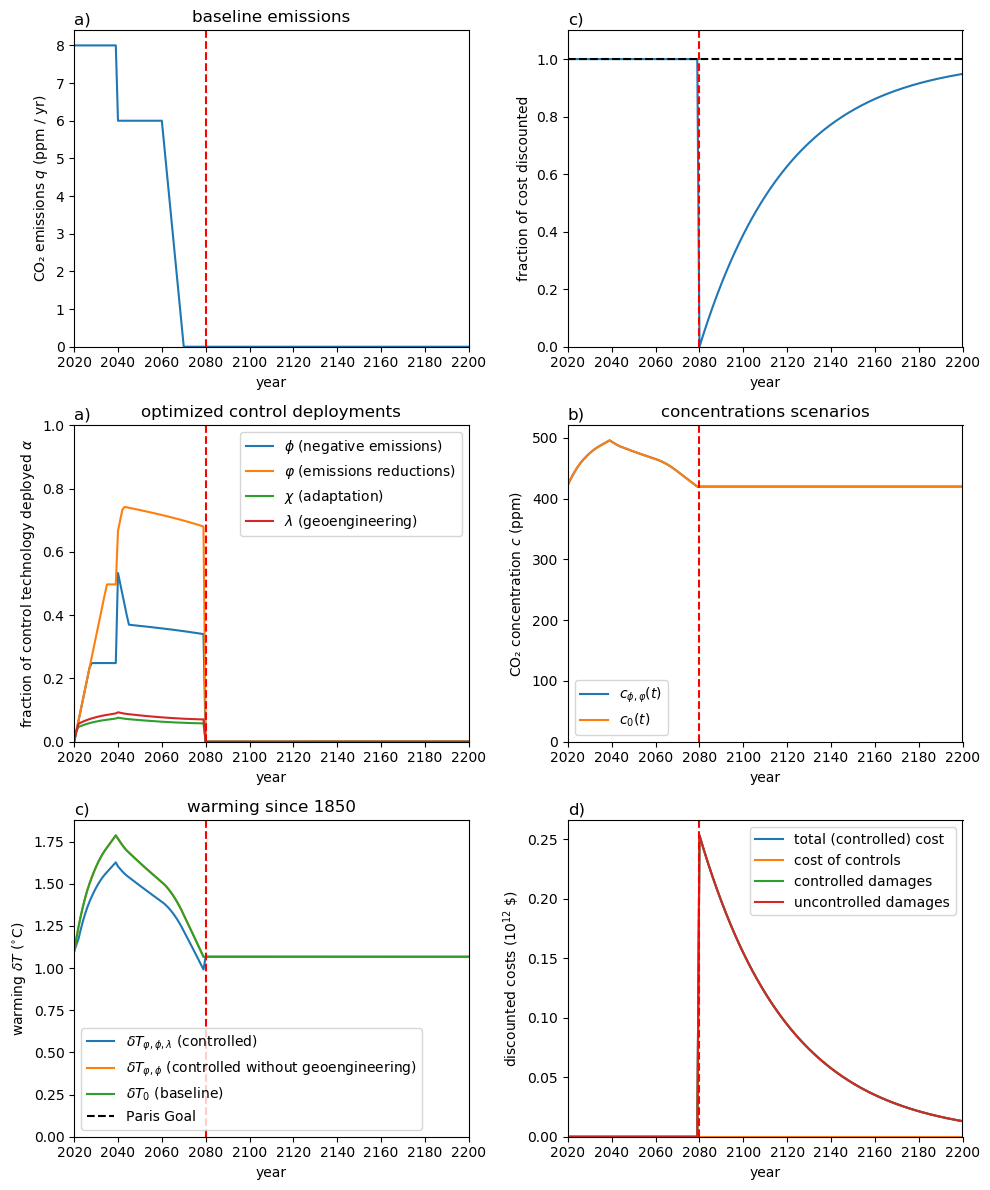 a)
baseline emissions
8
7
6
5
4
3
2
1
0
CO₂ emissions q (ppm / yr)
2020 2040 2060 2080 2100 2120 2140 2160 2180 2200
year
c)
1.0
0.8
0.6
0.4
0.2
0.0
fraction of cost discounted
2020 2040 2060 2080 2100 2120 2140 2160 2180 2200
year
a)
optimized control deployments
1.0
0.8
0.6
0.4
0.2
0.0
fraction of control technology deployed α
ϕ (negative emissions)
φ (emissions reductions)
χ (adaptation)
λ (geoengineering)
2020 2040 2060 2080 2100 2120 2140 2160 2180 2200
year
b)
concentrations scenarios
500
400
300
200
100
0
CO₂ concentration c (ppm)
c_{ϕ,φ}(t)
c₀(t)
2020 2040 2060 2080 2100 2120 2140 2160 2180 2200
year
c)
warming since 1850
1.75
1.50
1.25
1.00
0.75
0.50
0.25
0.00
warming δT (°C)
δT_{φ,ϕ,λ} (controlled)
δT_{φ,ϕ} (controlled without geoengineering)
δT₀ (baseline)
Paris Goal
2020 2040 2060 2080 2100 2120 2140 2160 2180 2200
year
d)
0.25
0.20
0.15
0.10
0.05
0.00
discounted costs (10¹² $)
total (controlled) cost
cost of controls
controlled damages
uncontrolled damages
2020 2040 2060 2080 2100 2120 2140 2160 2180 2200
year